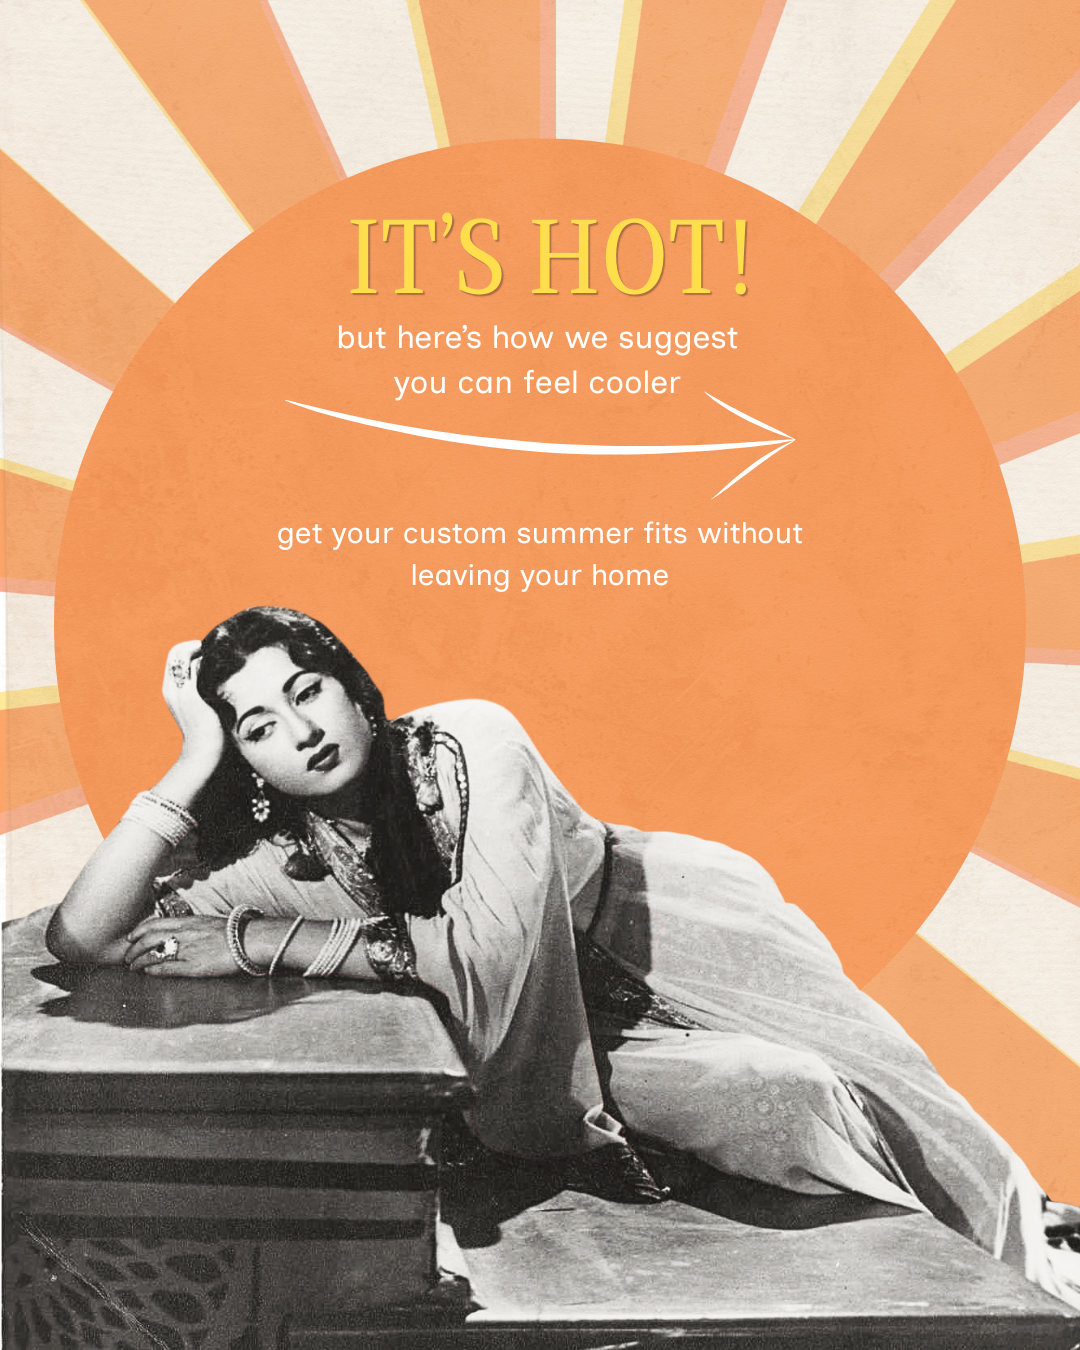 IT’S HOT!
but here’s how we suggest
you can feel cooler
get your custom summer fits without
leaving your home